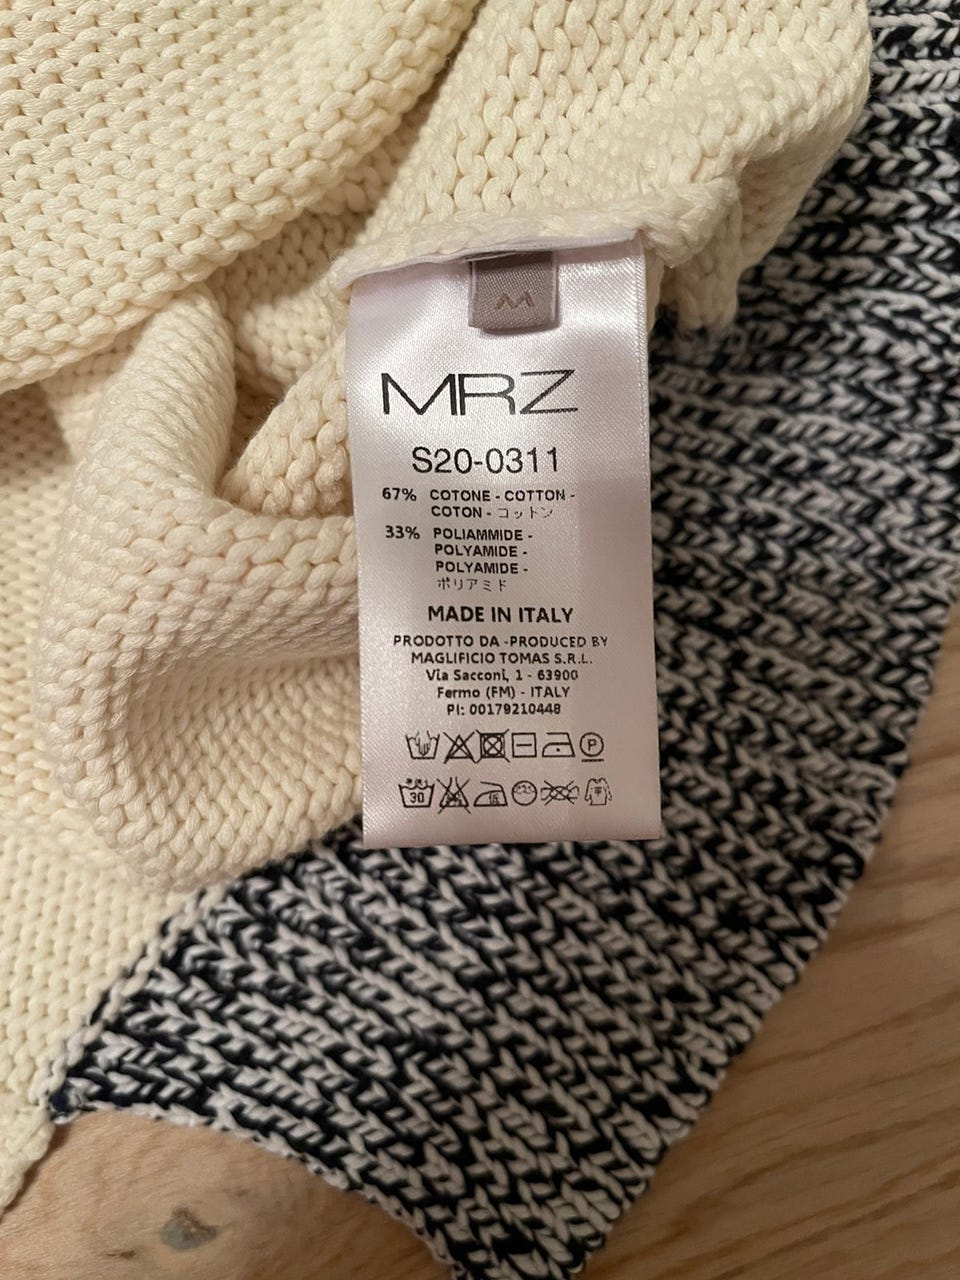 M
MRZ
S20-0311
67% COTONE - COTTON -
COTON - コットン
33% POLIAMMIDE -
POLYAMIDE -
POLYAMIDE -
ポリアミド
MADE IN ITALY
PRODOTTO DA -PRODUCED BY
MAGLIFICIO TOMAS S.R.L.
Via Sacconi, 1 - 63900
Fermo (FM) - ITALY
PI: 00179210448
P
30 低 平